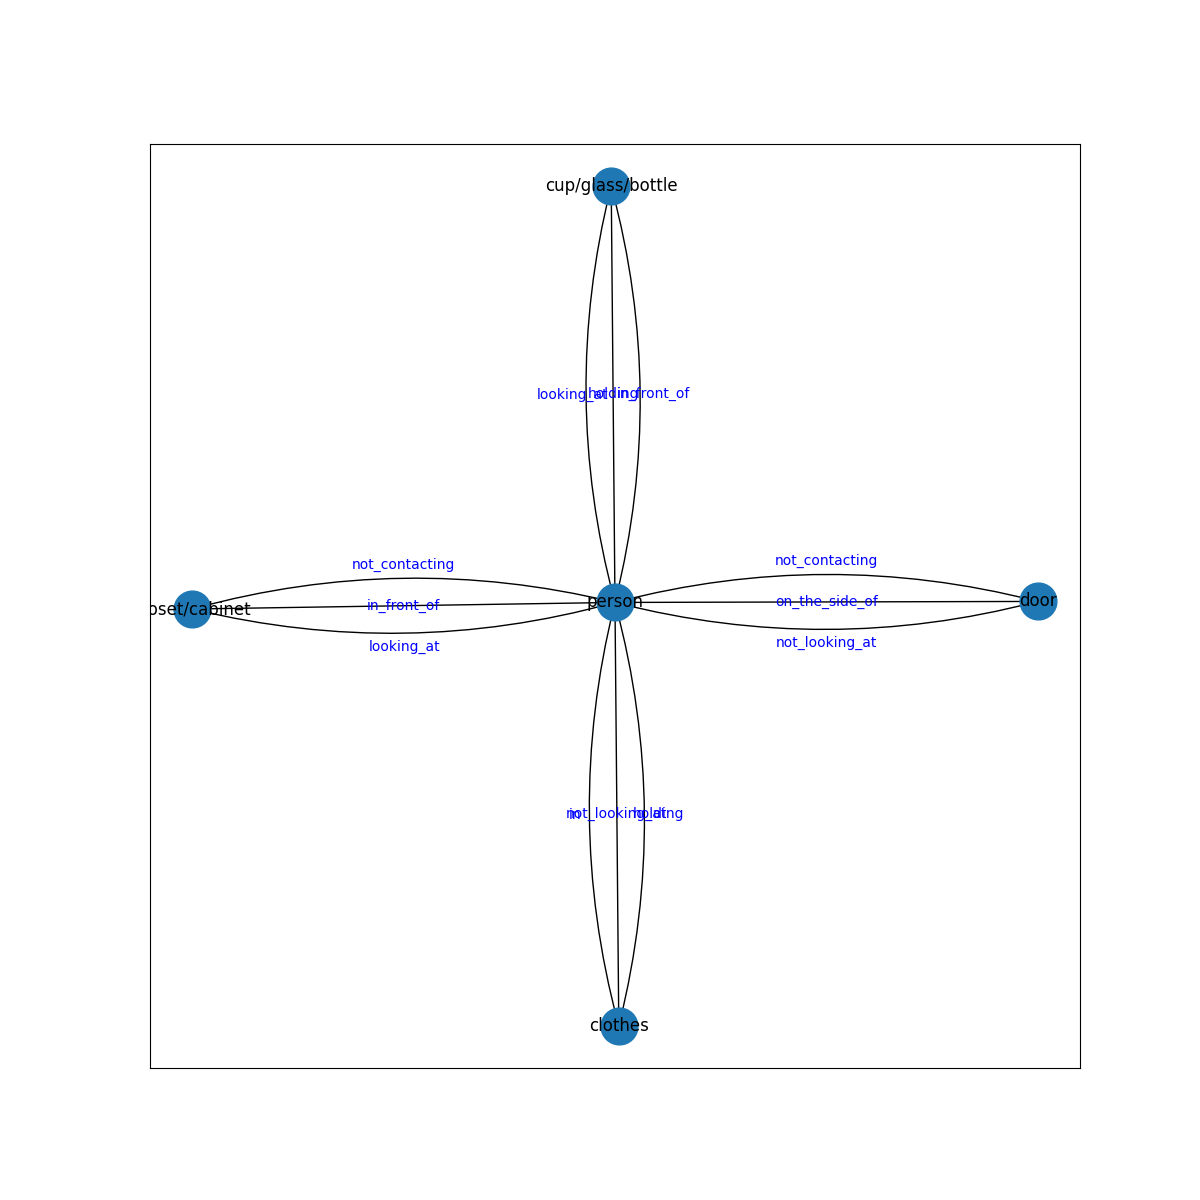 cup/glass/bottle
looking_at
holding
in_front_of
not_contacting
not_contacting
oset/cabinet
in_front_of
person
on_the_side_of
door
looking_at
not_looking_at
in
not_looking_at
holding
clothes